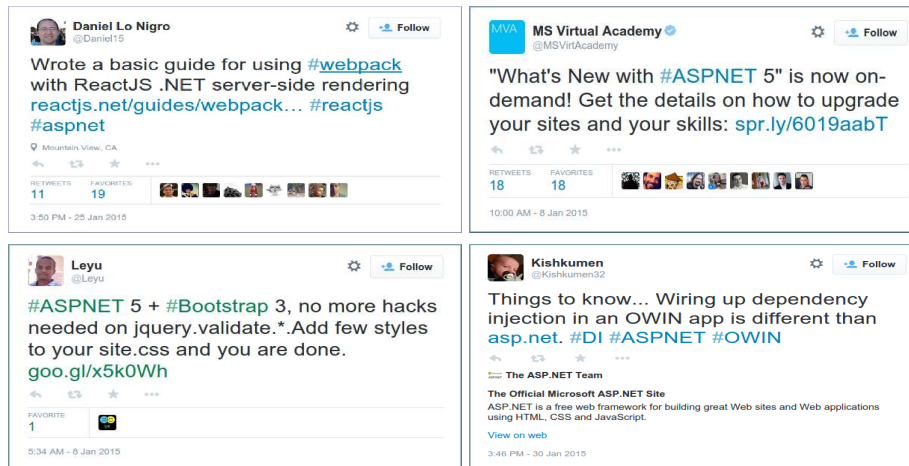 Daniel Lo Nigro
@Daniel15
Follow
Wrote a basic guide for using #webpack
with ReactJS .NET server-side rendering
reactjs.net/guides/webpack... #reactjs
#aspnet
Mountain View, CA
RETWEETS FAVORITES
11 19
3:50 PM - 25 Jan 2015
MVA
MS Virtual Academy
@MSVirtAcademy
Follow
"What's New with #ASPNET 5" is now on-
demand! Get the details on how to upgrade
your sites and your skills: spr.ly/6019aabT
RETWEETS FAVORITES
18 18
10:00 AM - 8 Jan 2015
Leyu
@Leyu
Follow
#ASPNET 5 + #Bootstrap 3, no more hacks
needed on jquery.validate.*.Add few styles
to your site.css and you are done.
goo.gl/x5k0Wh
FAVORITE
1
5:34 AM - 8 Jan 2015
Kishkumen
@Kishkumen32
Follow
Things to know... Wiring up dependency
injection in an OWIN app is different than
asp.net. #DI #ASPNET #OWIN
The ASP.NET Team
The Official Microsoft ASP.NET Site
ASP.NET is a free web framework for building great Web sites and Web applications
using HTML, CSS and JavaScript.
View on web
3:46 PM - 30 Jan 2015